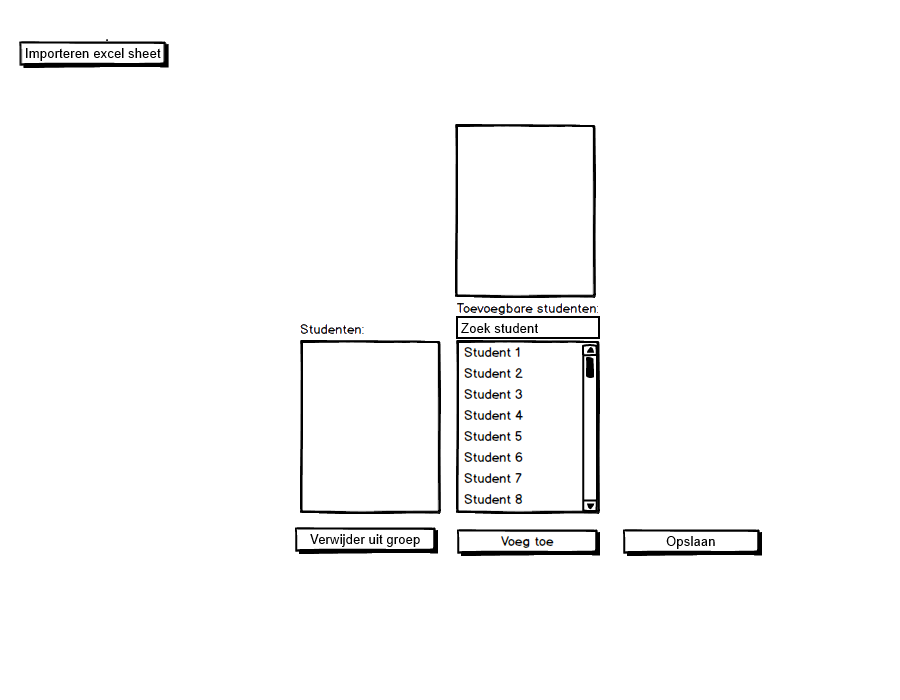 Importeren excel sheet
Toevoegbare studenten:
Zoek student
Studenten:
Student 1
Student 2
Student 3
Student 4
Student 5
Student 6
Student 7
Student 8
Verwijder uit groep
Voeg toe
Opslaan